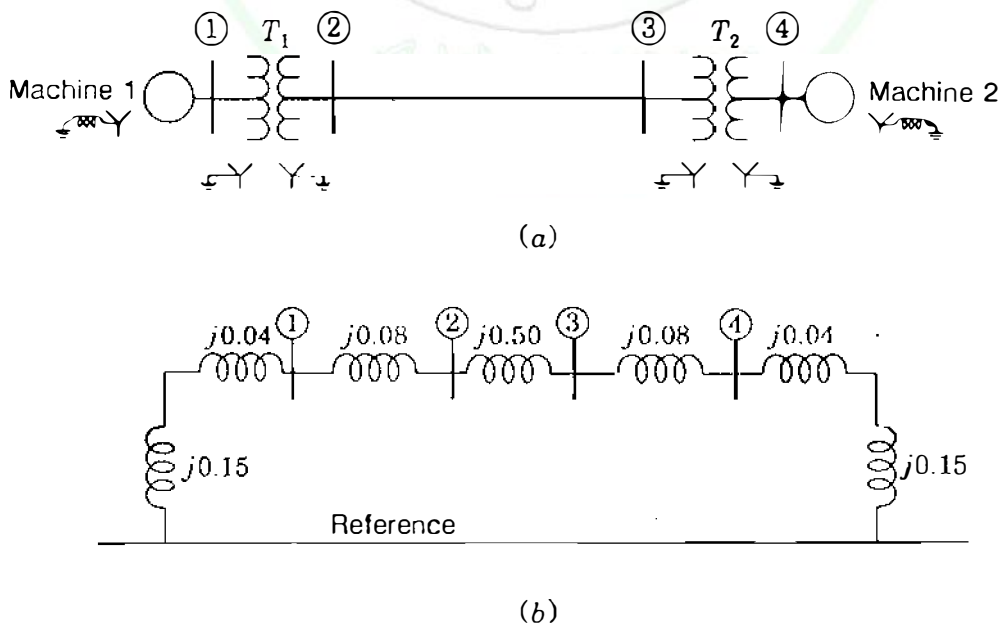 ① T₁ ② ③ T₂ ④
Machine 1 Machine 2
(a)
j0.04 ① j0.08 ② j0.50 ③ j0.08 ④ j0.04
j0.15 j0.15
Reference
(b)